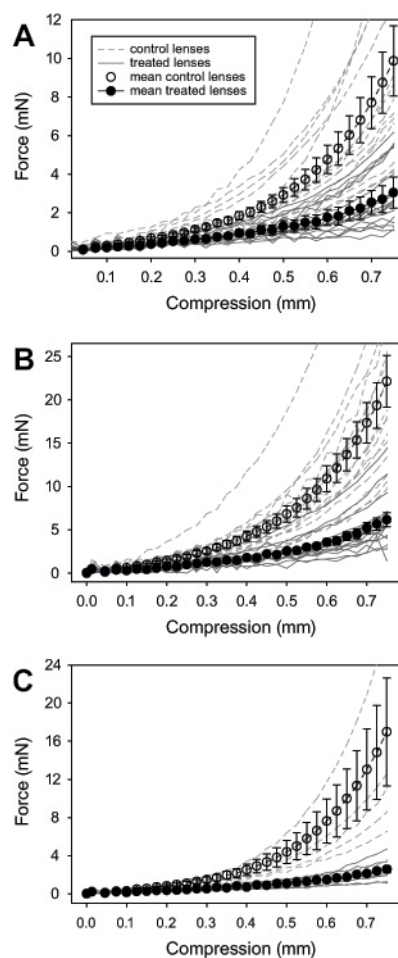 A
control lenses
treated lenses
mean control lenses
mean treated lenses
Force (mN)
12
10
8
6
4
2
0
0.1 0.2 0.3 0.4 0.5 0.6 0.7
Compression (mm)
B
Force (mN)
25
20
15
10
5
0
0.0 0.1 0.2 0.3 0.4 0.5 0.6 0.7
Compression (mm)
C
Force (mN)
24
20
16
12
8
4
0
0.0 0.1 0.2 0.3 0.4 0.5 0.6 0.7
Compression (mm)